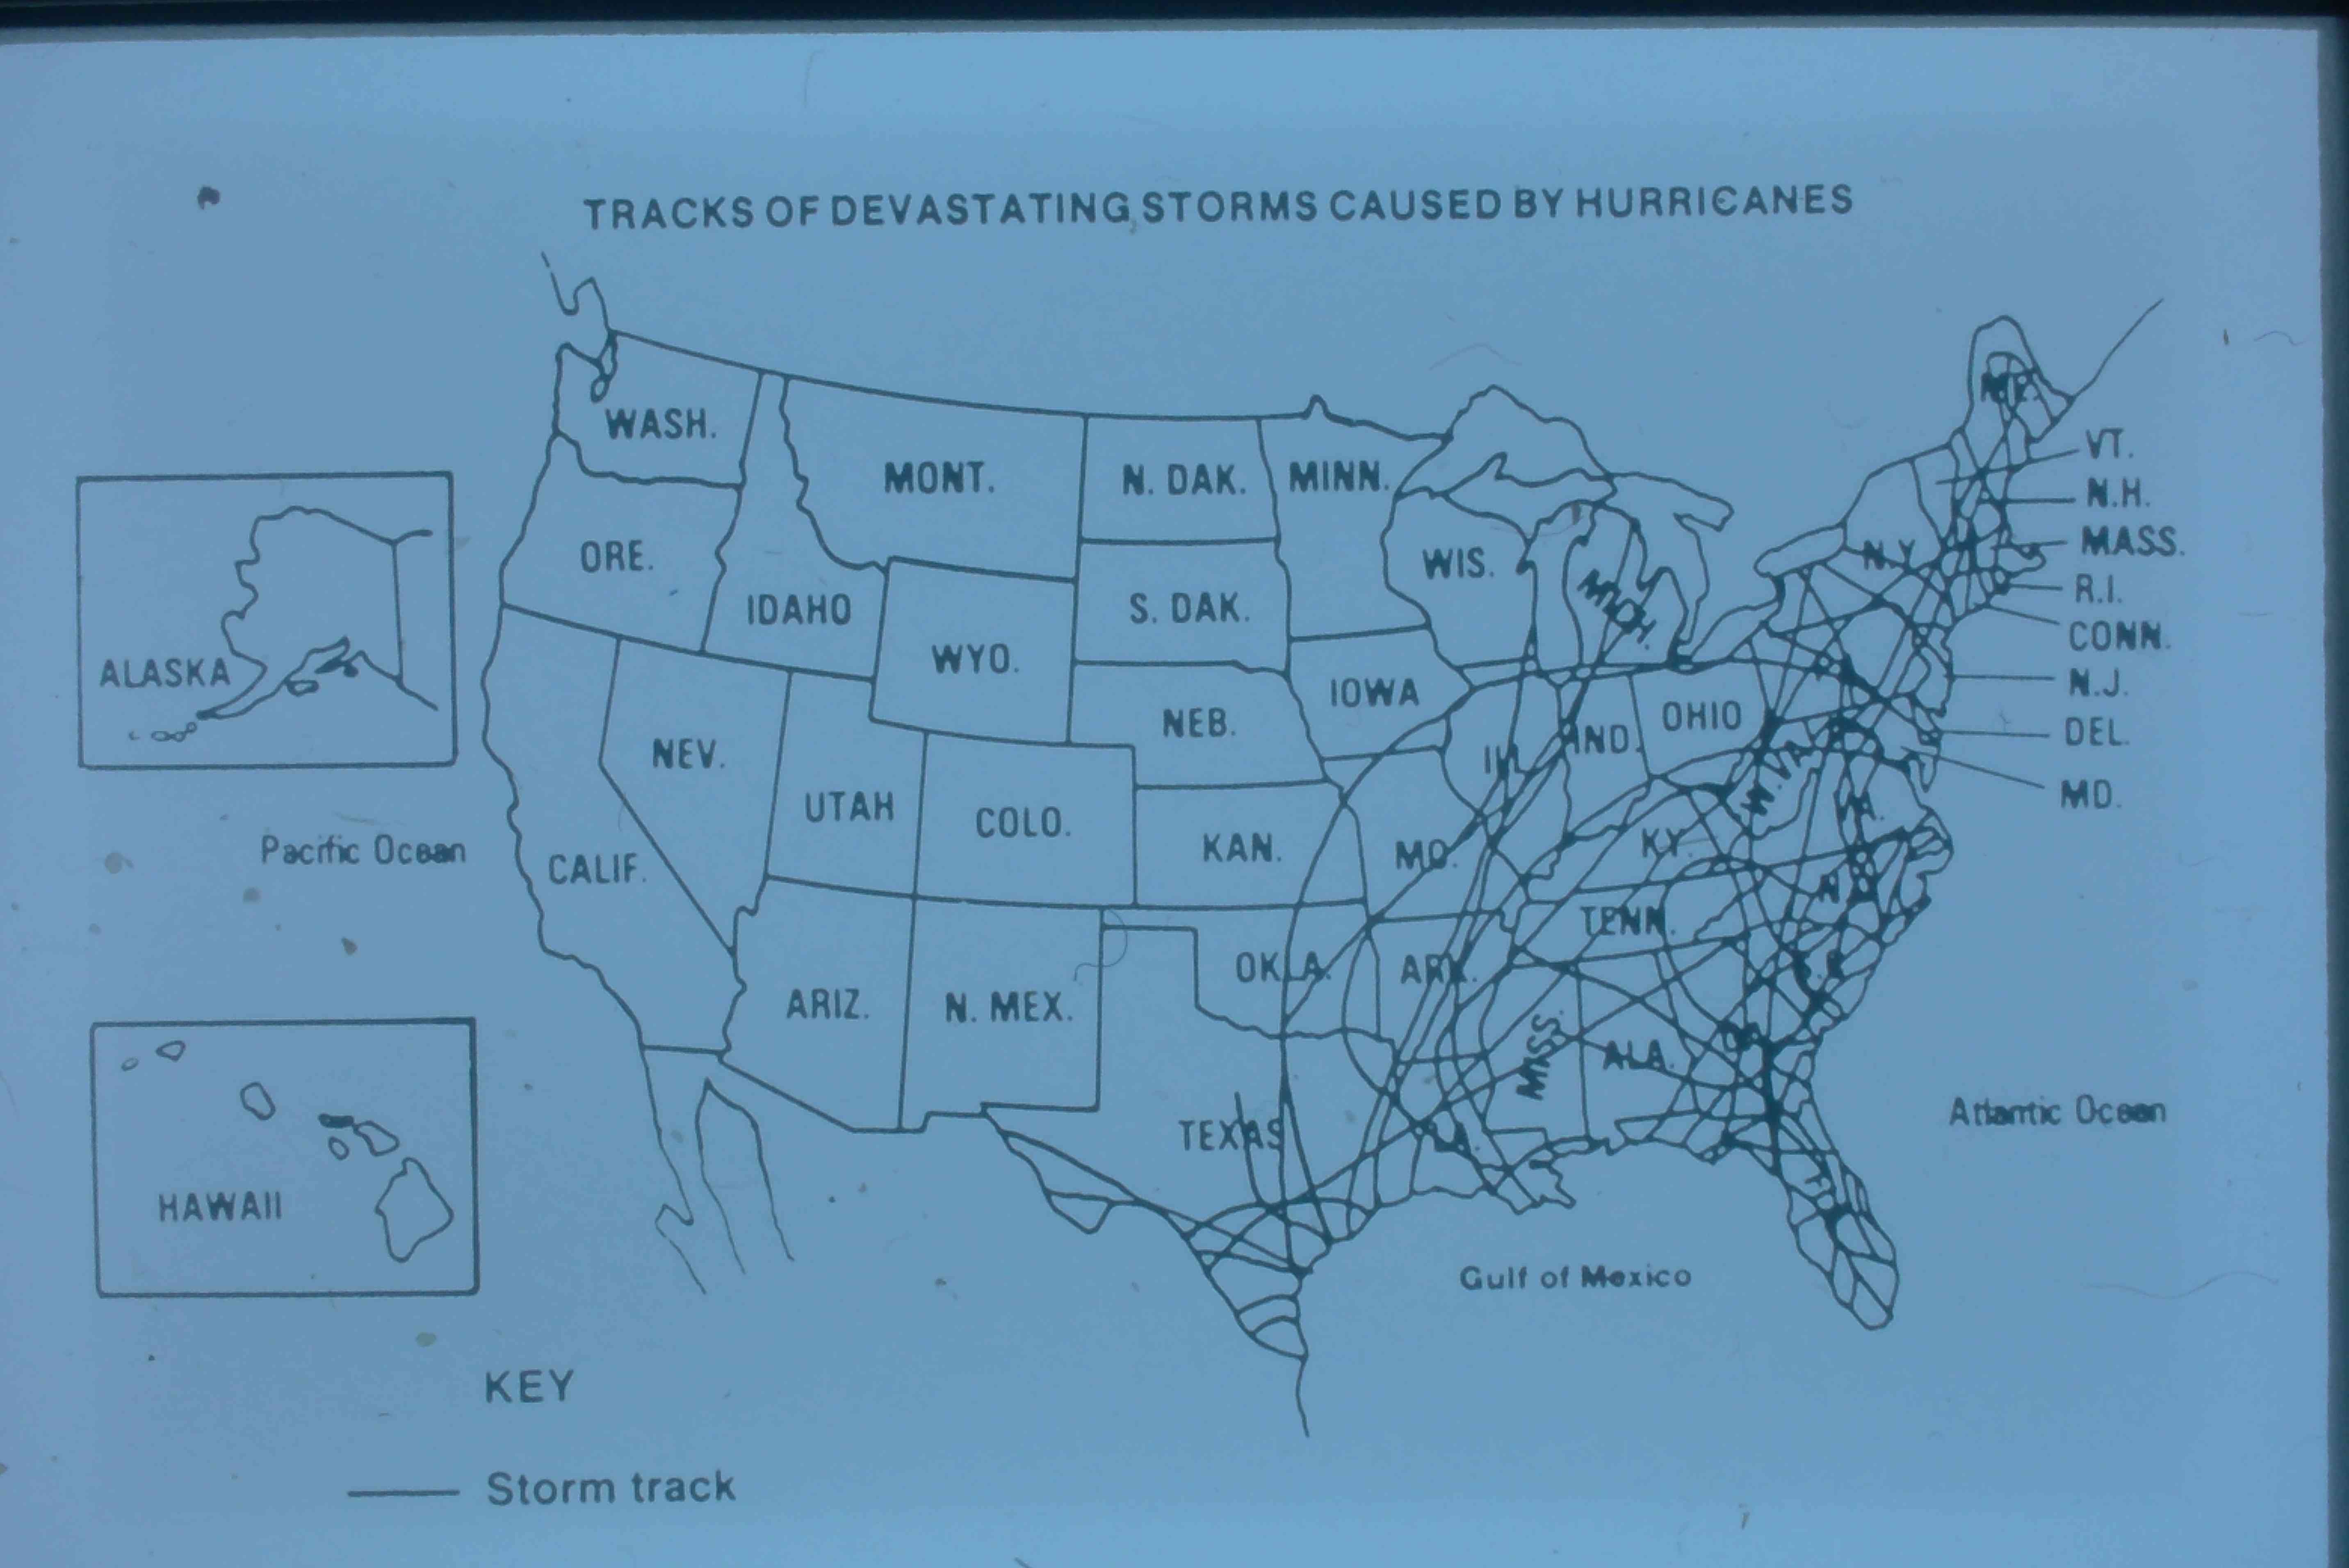 TRACKS OF DEVASTATING STORMS CAUSED BY HURRICANES
WASH.
MONT.
N. DAK.
MINN.
ME.
VT.
N.H.
MASS.
R.I.
CONN.
N.J.
DEL.
MD.
ORE.
IDAHO
WYO.
S. DAK.
WIS.
MICH.
N.Y.
ALASKA
NEV.
UTAH
COLO.
NEB.
IOWA
ILL.
IND.
OHIO
W. VA.
VA.
Pacific Ocean
CALIF.
KAN.
MO.
KY.
TENN.
ARIZ.
N. MEX.
OKLA.
ARK.
MISS.
ALA.
TEXAS
LA.
Atlantic Ocean
HAWAII
Gulf of Mexico
KEY
Storm track